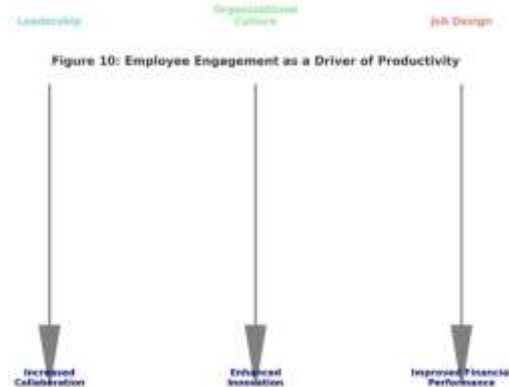 Organizational
Leadership
Culture
Job Design
Figure 10: Employee Engagement as a Driver of Productivity
Increased
Collaboration
Enhanced
Innovation
Improved Financial
Performance